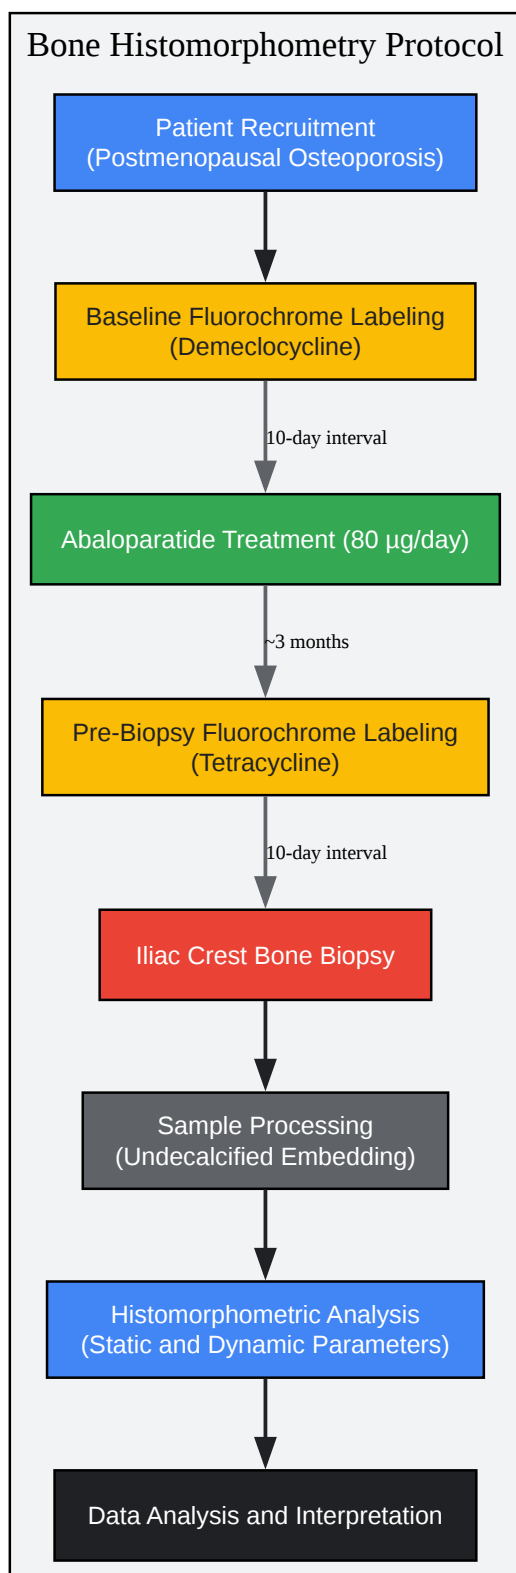 Bone Histomorphometry Protocol
Patient Recruitment
(Postmenopausal Osteoporosis)
Baseline Fluorochrome Labeling
(Demeclocycline)
10-day interval
Abaloparatide Treatment (80 µg/day)
~3 months
Pre-Biopsy Fluorochrome Labeling
(Tetracycline)
10-day interval
Iliac Crest Bone Biopsy
Sample Processing
(Undecalcified Embedding)
Histomorphometric Analysis
(Static and Dynamic Parameters)
Data Analysis and Interpretation